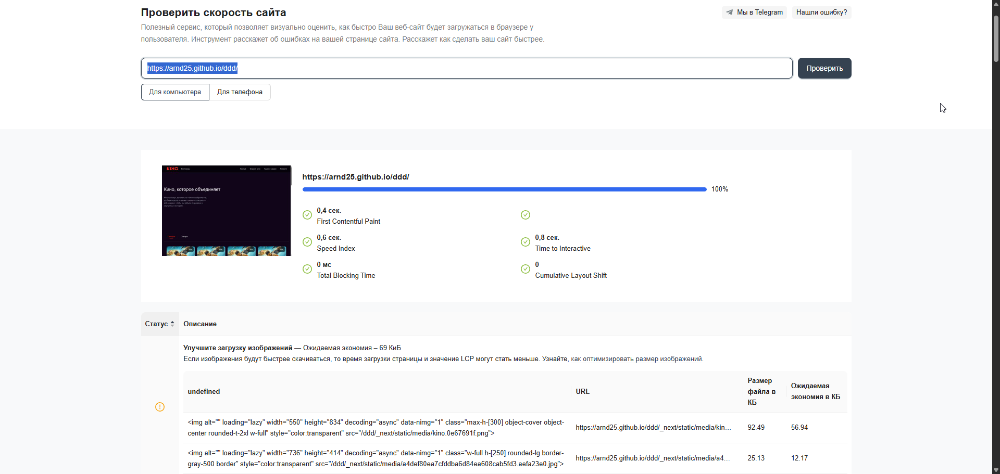 Проверить скорость сайта
Мы в Telegram
Нашли ошибку?
Полезный сервис, который позволяет визуально оценить, как быстро Ваш веб-сайт будет загружаться в браузере у
пользователя. Инструмент расскажет об ошибках на вашей странице сайта. Расскажет как сделать ваш сайт быстрее.
https://arnd25.github.io/ddd/
Проверить
Для компьютера
Для телефона
KINO
Кино, которое объединяет
https://arnd25.github.io/ddd/
100%
0,4 сек.
First Contentful Paint
0,6 сек.
Speed Index
0,8 сек.
Time to Interactive
0 мс
Total Blocking Time
0
Cumulative Layout Shift
Статус
Описание
Улучшите загрузку изображений — Ожидаемая экономия – 69 КиБ
Если изображения будут быстрее скачиваться, то время загрузки страницы и значение LCP могут стать меньше. Узнайте, как оптимизировать размер изображений.
undefined
URL
Размер
файла в
КБ
Ожидаемая
экономия в КБ
<img alt="" loading="lazy" width="550" height="834" decoding="async" data-nimg="1" class="max-h-[300] object-cover object-
center rounded-t-2xl w-full" style="color:transparent" src="/ddd/_next/static/media/kino.0e67691f.png">
https://arnd25.github.io/ddd/_next/static/media/kin...
92.49
56.94
<img alt="" loading="lazy" width="736" height="414" decoding="async" data-nimg="1" class="w-full h-[250] rounded-lg border-
gray-500 border" style="color:transparent" src="/ddd/_next/static/media/a4def80ea7cfddba6d84ea608cab5fd3.aefa23e0.jpg">
https://arnd25.github.io/ddd/_next/static/media/a4...
25.13
12.17